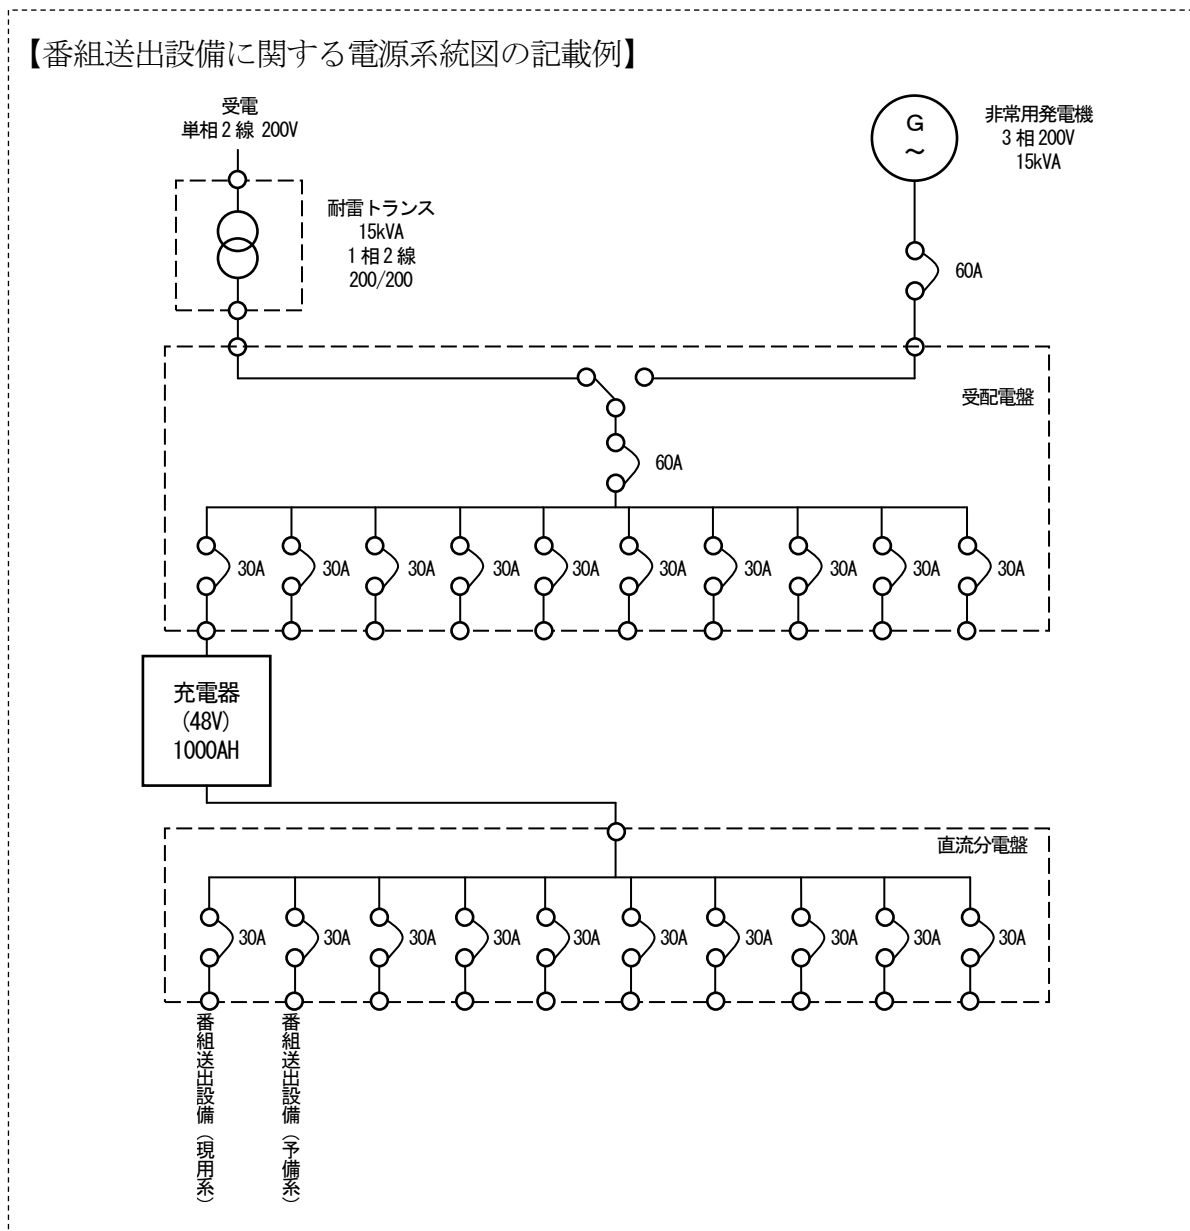 【番組送出設備に関する電源系統図の記載例】
受電
単相2線 200V
G
~
非常用発電機
3相200V
15kVA
耐雷トランス
15kVA
1相2線
200/200
60A
受配電盤
60A
30A
30A
30A
30A
30A
30A
30A
30A
30A
30A
充電器
(48V)
1000AH
直流分電盤
30A
30A
30A
30A
30A
30A
30A
30A
30A
30A
番組送出設備(現用系)
番組送出設備(予備系)